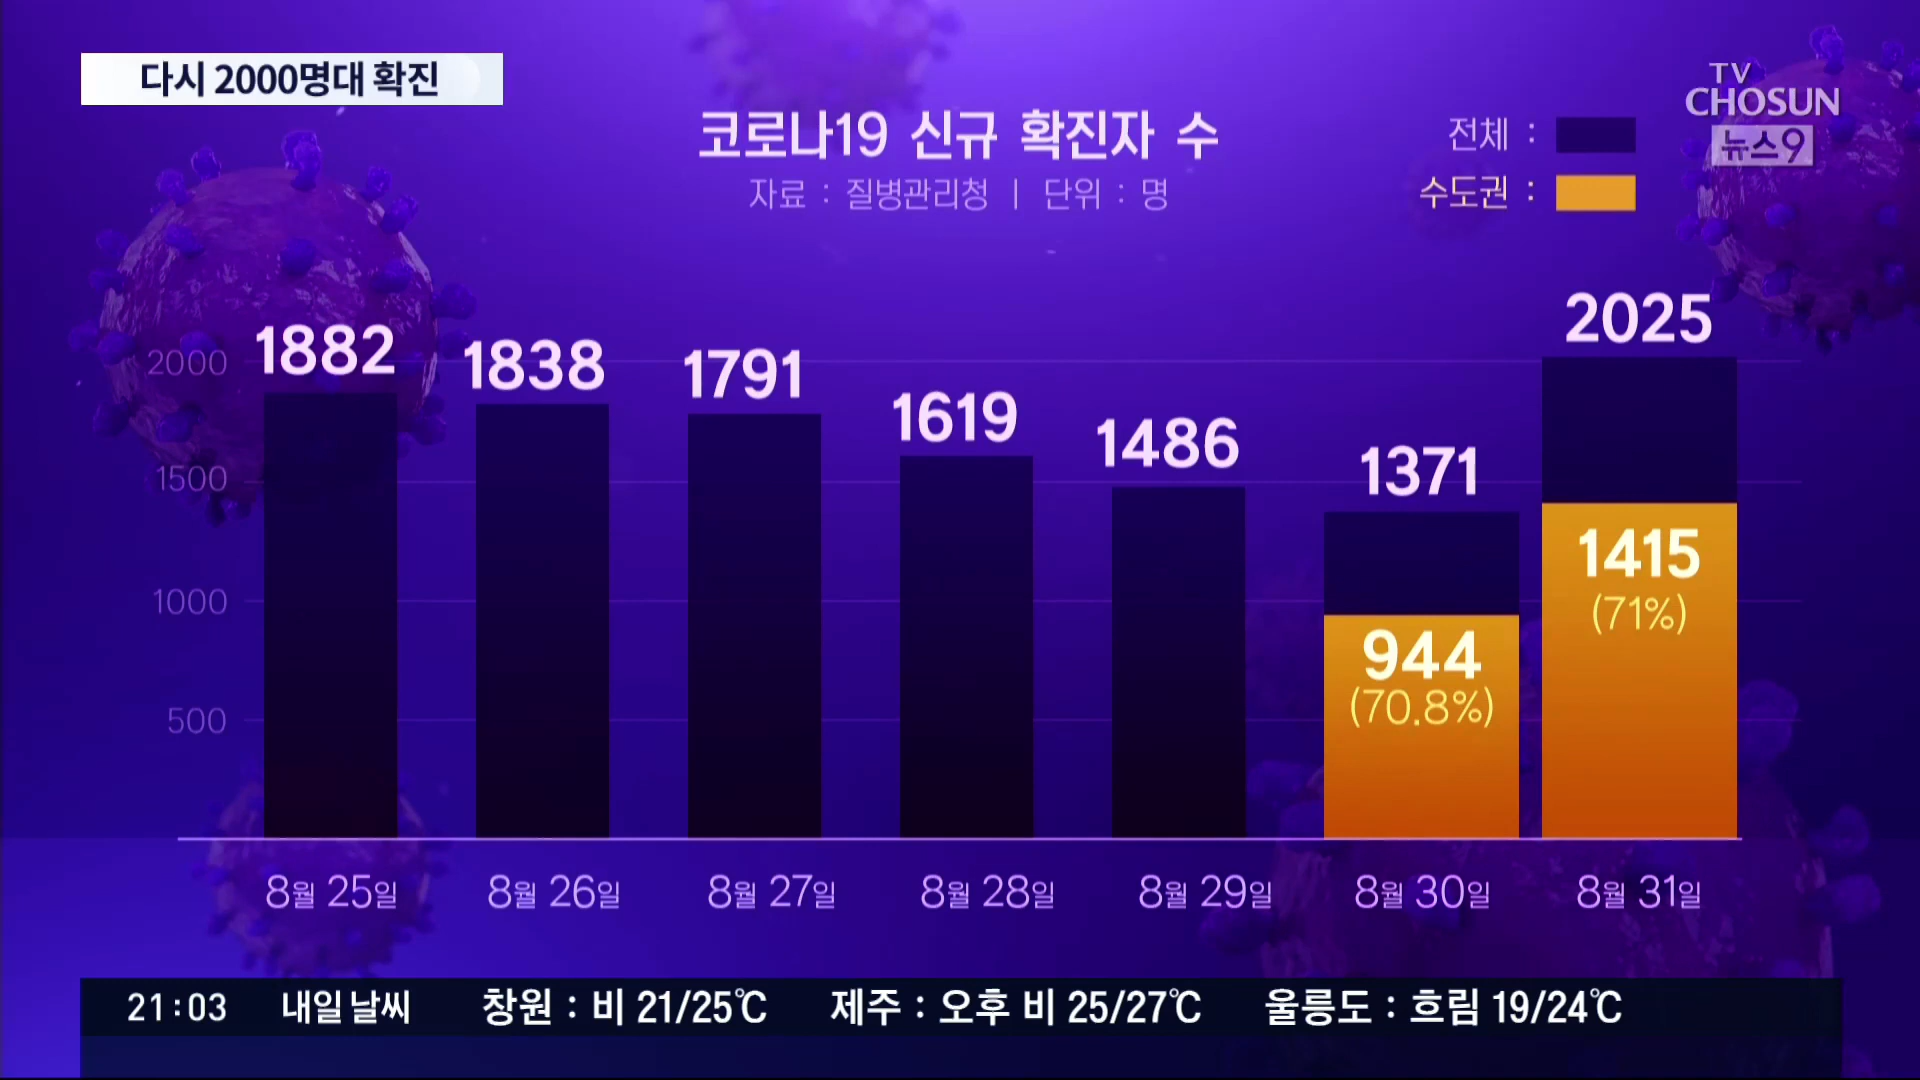 다시 2000명대 확진
TV
CHOSUN
뉴스9
코로나19 신규 확진자 수
자료 : 질병관리청 | 단위 : 명
전체 :
수도권 :
2000
1500
1000
500
1882
1838
1791
1619
1486
1371
2025
944
(70.8%)
1415
(71%)
8월 25일
8월 26일
8월 27일
8월 28일
8월 29일
8월 30일
8월 31일
21:03 내일 날씨 창원 : 비 21/25℃ 제주 : 오후 비 25/27℃ 울릉도 : 흐림 19/24℃